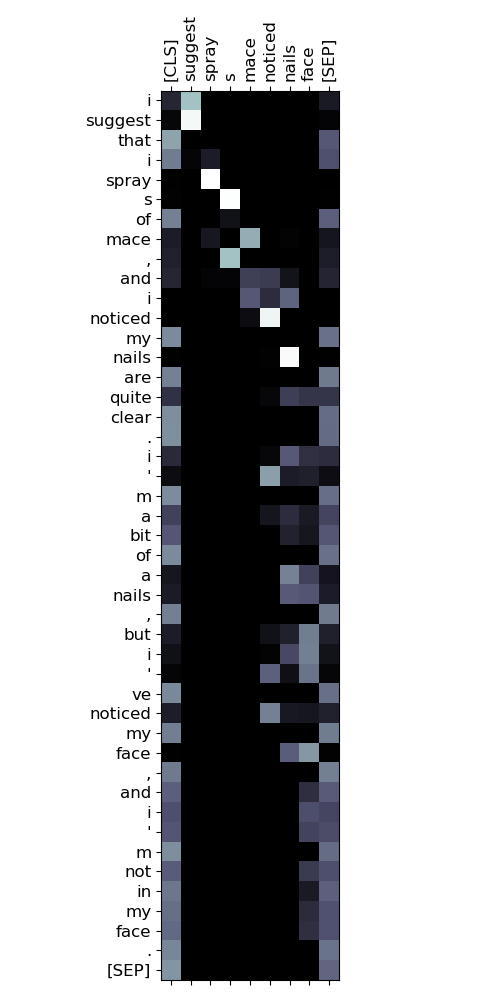 [CLS]
suggest
spray
s
mace
noticed
nails
face
[SEP]
i
suggest
that
i
spray
s
of
mace
,
and
i
noticed
my
nails
are
quite
clear
.
i
'
m
a
bit
of
a
nails
,
but
i
'
ve
noticed
my
face
,
and
i
'
m
not
in
my
face
.
[SEP]